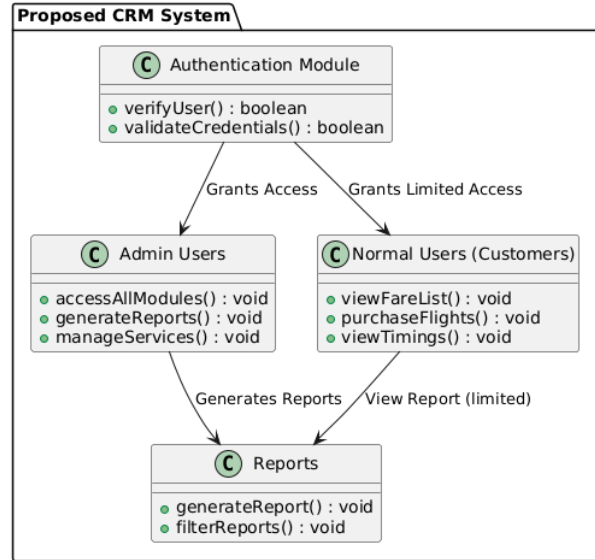 Proposed CRM System
C Authentication Module
verifyUser() : boolean
validateCredentials() : boolean
Grants Access
Grants Limited Access
C Admin Users
accessAllModules() : void
generateReports() : void
manageServices() : void
C Normal Users (Customers)
viewFareList() : void
purchaseFlights() : void
viewTimings() : void
Generates Reports
View Report (limited)
C Reports
generateReport() : void
filterReports() : void